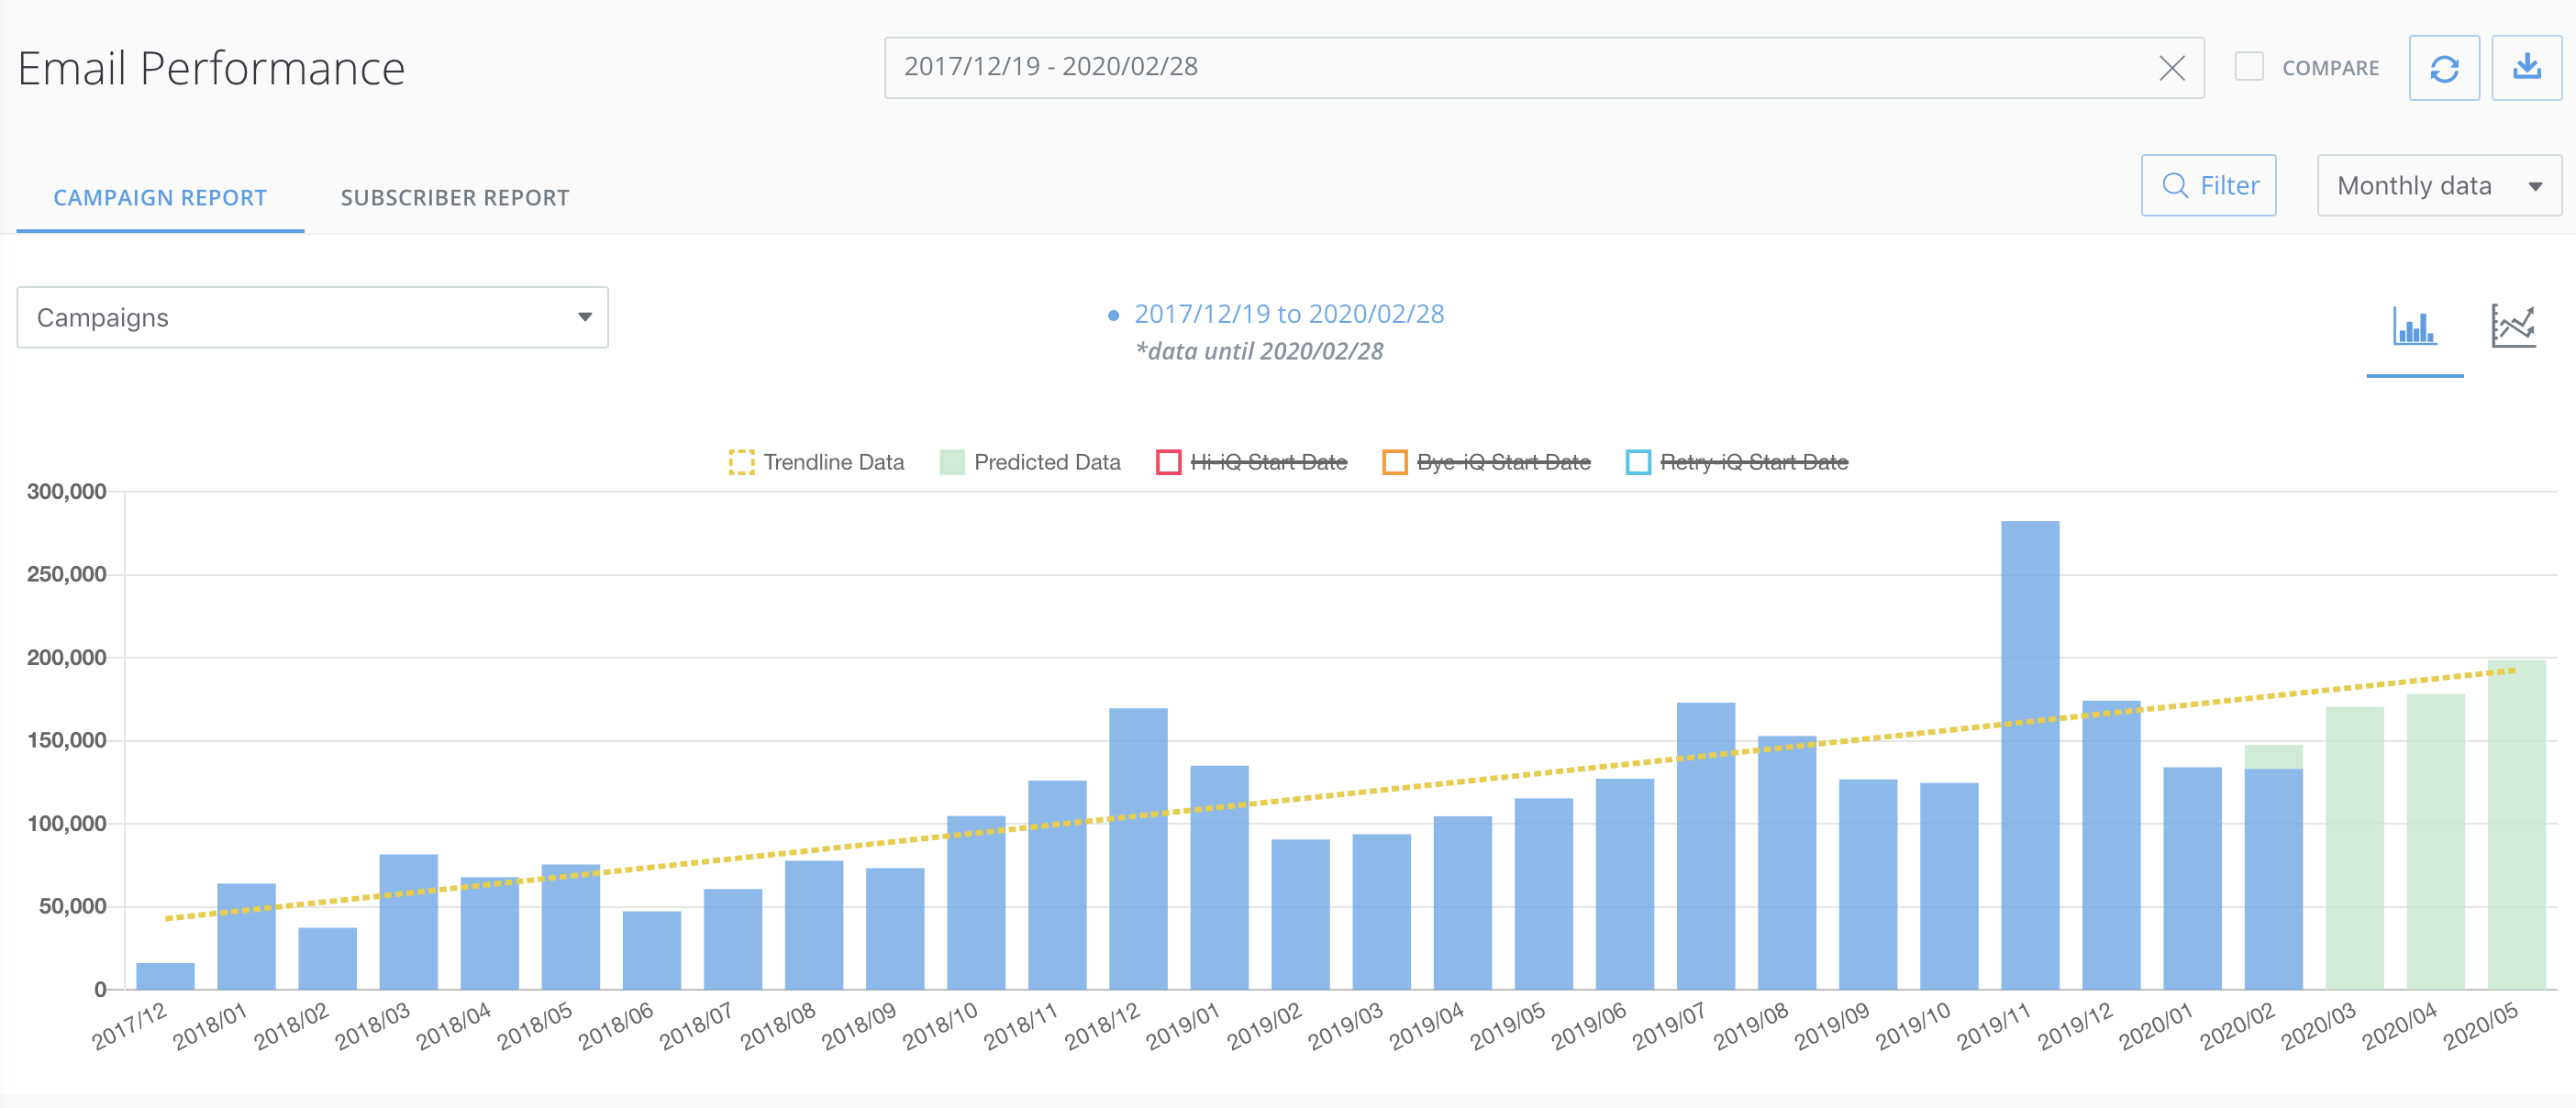 Email Performance
2017/12/19 - 2020/02/28
COMPARE
CAMPAIGN REPORT
SUBSCRIBER REPORT
Filter
Monthly data
Campaigns
2017/12/19 to 2020/02/28
*data until 2020/02/28
Trendline Data
Predicted Data
Hi-iQ Start Date
Bye-iQ Start Date
Retry-iQ Start Date
300,000
250,000
200,000
150,000
100,000
50,000
0
2017/12
2018/01
2018/02
2018/03
2018/04
2018/05
2018/06
2018/07
2018/08
2018/09
2018/10
2018/11
2018/12
2019/01
2019/02
2019/03
2019/04
2019/05
2019/06
2019/07
2019/08
2019/09
2019/10
2019/11
2019/12
2020/01
2020/02
2020/03
2020/04
2020/05